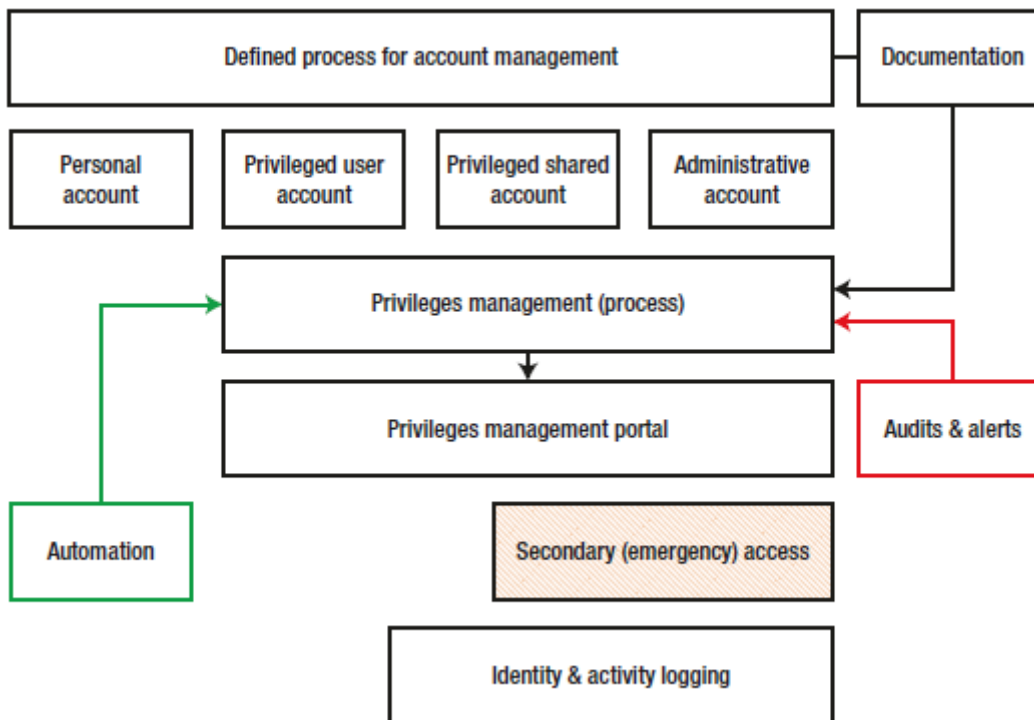 Defined process for account management
Documentation
Personal
account
Privileged user
account
Privileged shared
account
Administrative
account
Privileges management (process)
Privileges management portal
Audits & alerts
Automation
Secondary (emergency) access
Identity & activity logging